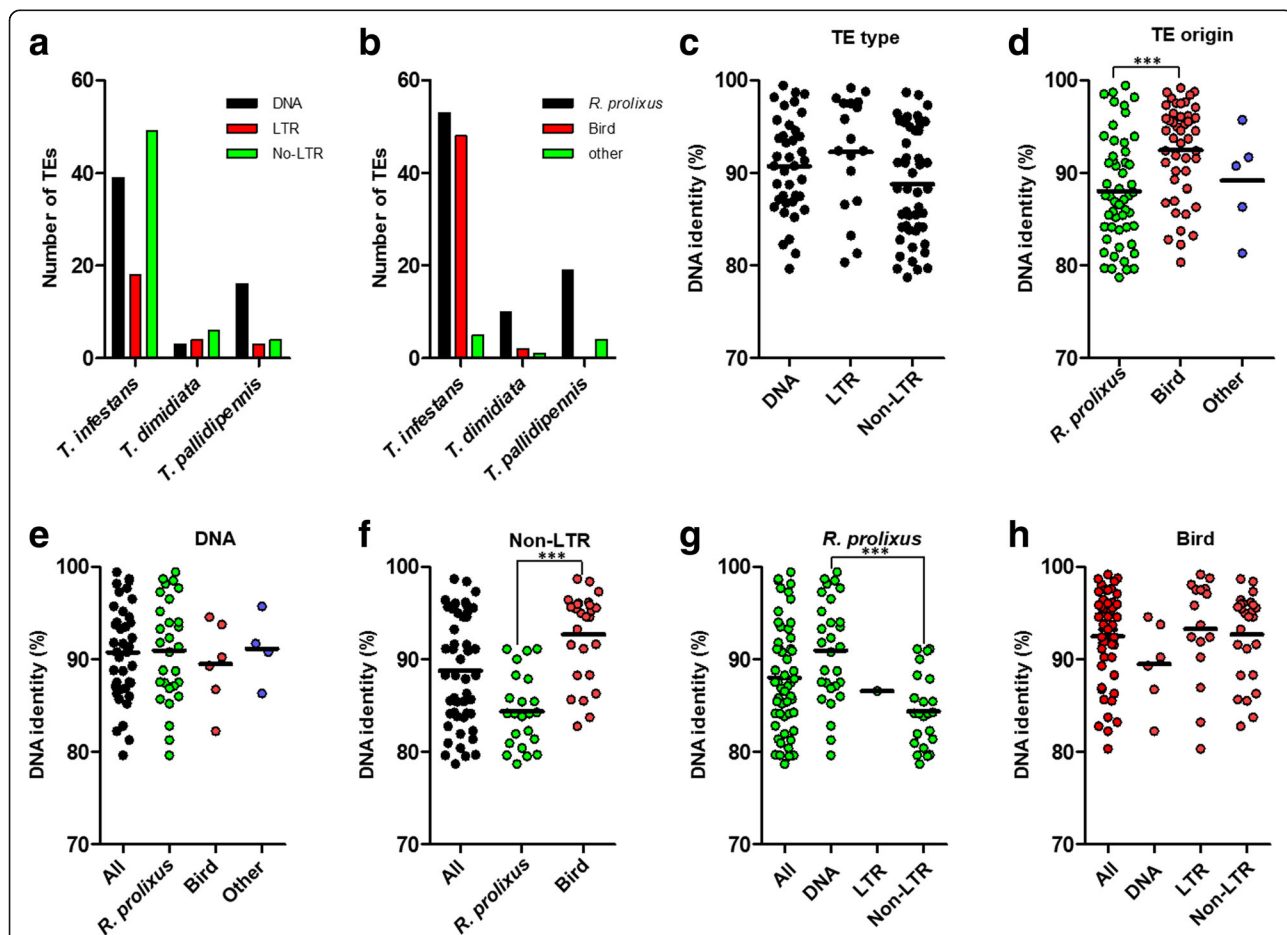 a
60
40
20
0
Number of TEs
DNA
LTR
No-LTR
T. infestans
T. dimidiata
T. pallidipennis
b
60
40
20
0
Number of TEs
R. prolixus
Bird
other
T. infestans
T. dimidiata
T. pallidipennis
c
TE type
100
90
80
70
DNA identity (%)
DNA
LTR
Non-LTR
d
TE origin
***
100
90
80
70
DNA identity (%)
R. prolixus
Bird
Other
e
DNA
100
90
80
70
DNA identity (%)
All
R. prolixus
Bird
Other
f
Non-LTR
***
100
90
80
70
DNA identity (%)
All
R. prolixus
Bird
g
R. prolixus
***
100
90
80
70
DNA identity (%)
All
DNA
LTR
Non-LTR
h
Bird
100
90
80
70
DNA identity (%)
All
DNA
LTR
Non-LTR